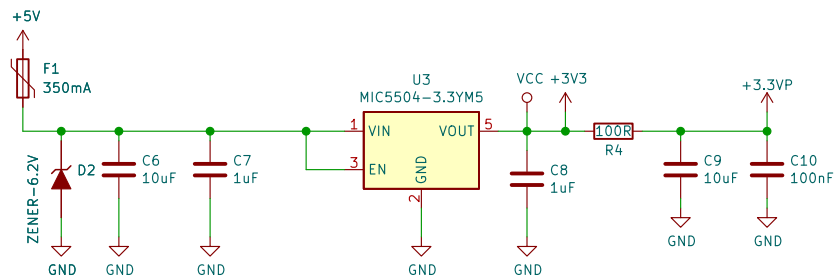 +5V
F1
350mA
ZENER-6.2V
D2
GND
C6
10uF
GND
C7
1uF
GND
U3
MIC5504-3.3YM5
1
VIN
VOUT
5
3
EN
GND
2
GND
VCC
+3V3
C8
1uF
GND
100R
R4
C9
10uF
GND
+3.3VP
C10
100nF
GND